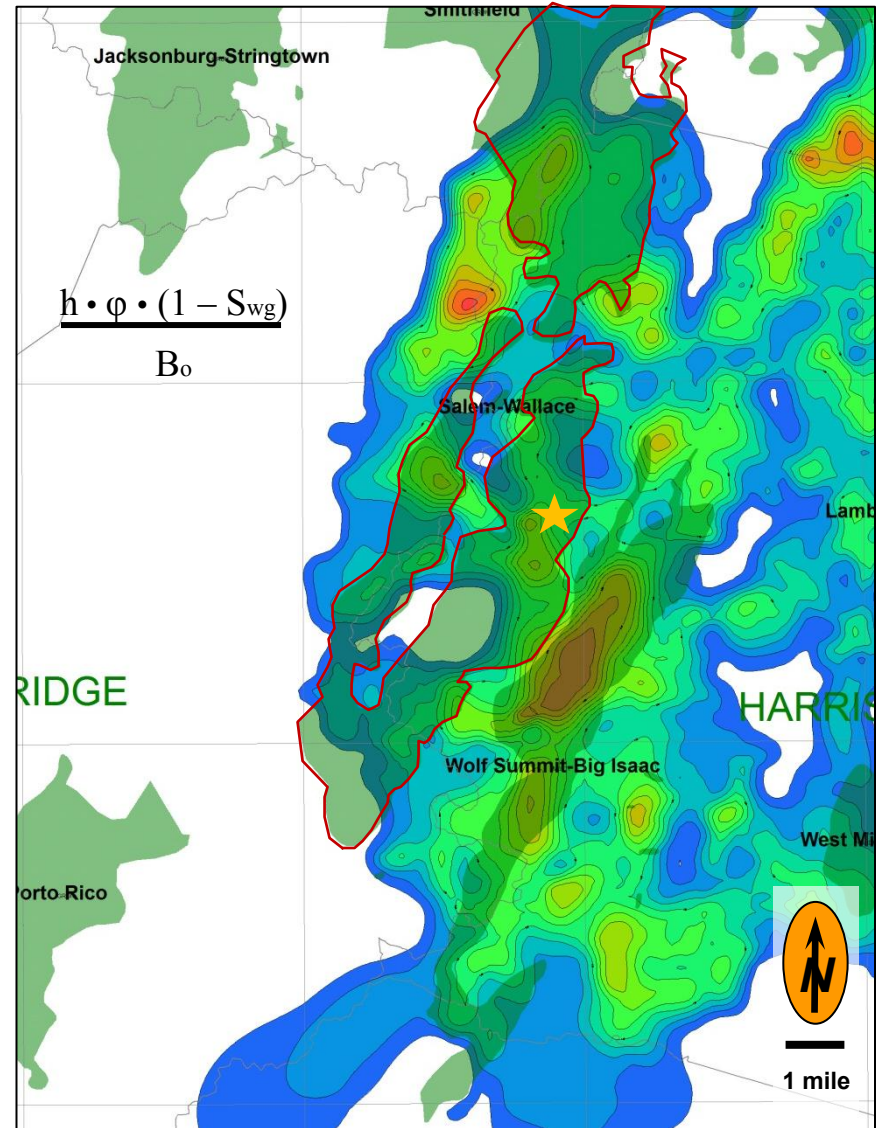 Smithfield
Jacksonburg-Stringtown
h • φ • (1 – Swg)
Bo
Salem-Wallace
Lamb
RIDGE
HARRIS
Wolf Summit-Big Isaac
West Mi
Porto Rico
N
1 mile